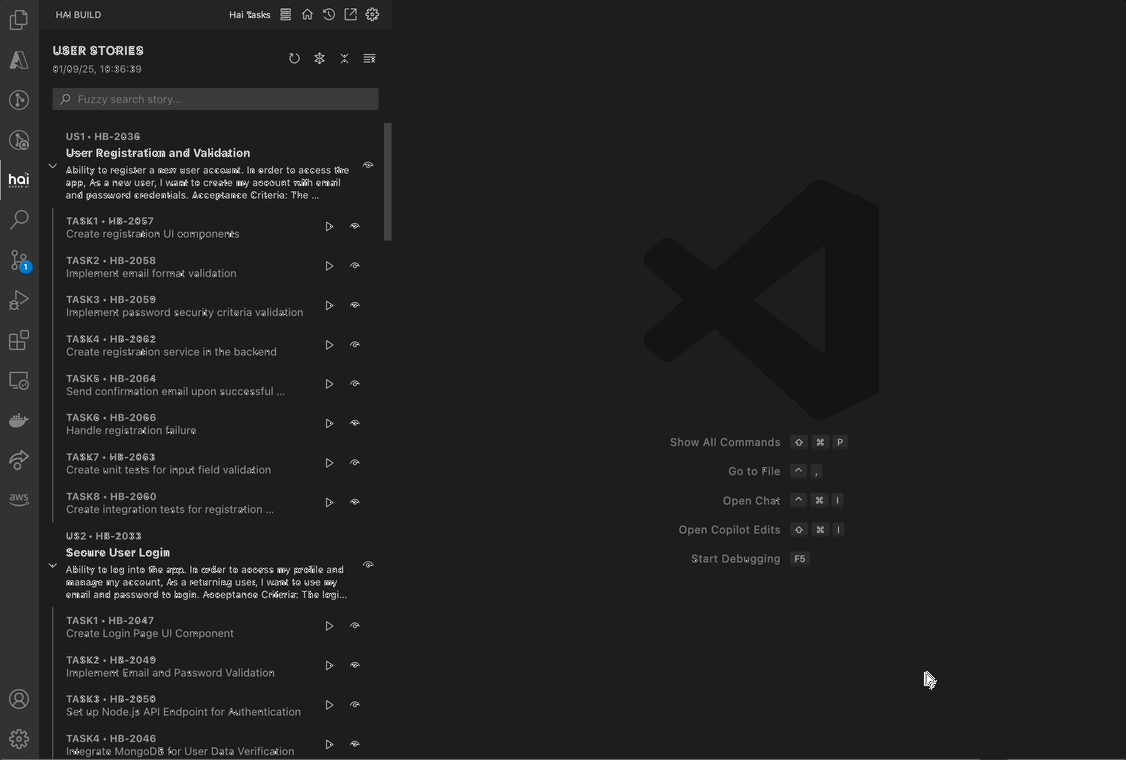 HAI BUILD
Hai Tasks
USER STORIES
01/09/25, 10:36:39
Fuzzy search story...
US1 • HB-2036
User Registration and Validation
Ability to register a new user account. In order to access the
app, As a new user, I want to create my account with email
and password credentials. Acceptance Criteria: The ...
TASK1 • HB-2057
Create registration UI components
TASK2 • HB-2058
Implement email format validation
TASK3 • HB-2059
Implement password security criteria validation
TASK4 • HB-2062
Create registration service in the backend
TASK5 • HB-2064
Send confirmation email upon successful ...
TASK6 • HB-2066
Handle registration failure
TASK7 • HB-2063
Create unit tests for input field validation
TASK8 • HB-2060
Create integration tests for registration ...
US2 • HB-2033
Secure User Login
Ability to log into the app. In order to access my profile and
manage my account, As a returning user, I want to use my
email and password to login. Acceptance Criteria: The logi...
TASK1 • HB-2047
Create Login Page UI Component
TASK2 • HB-2049
Implement Email and Password Validation
TASK3 • HB-2050
Set up Node.js API Endpoint for Authentication
TASK4 • HB-2046
Integrate MongoDB for User Data Verification
hai
1
aws
Show All Commands ⇧ ⌘ P
Go to File ^ ,
Open Chat ^ ⌘ I
Open Copilot Edits ⇧ ⌘ I
Start Debugging F5